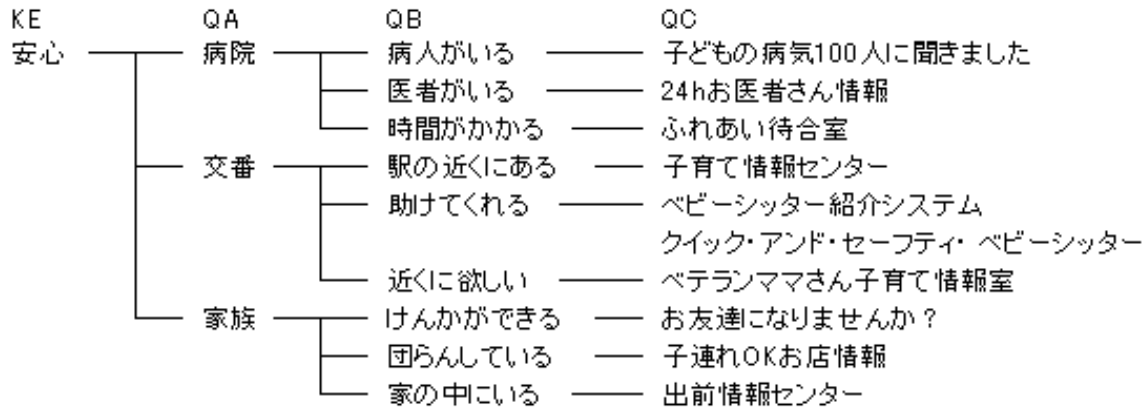 KE QA QB QC
安心 病院 病人がいる 子どもの病気100人に聞きました
医者がいる 24hお医者さん情報
時間がかかる ふれあい待合室
交番 駅の近くにある 子育て情報センター
助けてくれる ベビーシッター紹介システム
クイック・アンド・セーフティ・ベビーシッター
近くに欲しい ベテランママさん子育て情報室
家族 けんかができる お友達になりませんか？
団らんしている 子連れOKお店情報
家の中にいる 出前情報センター